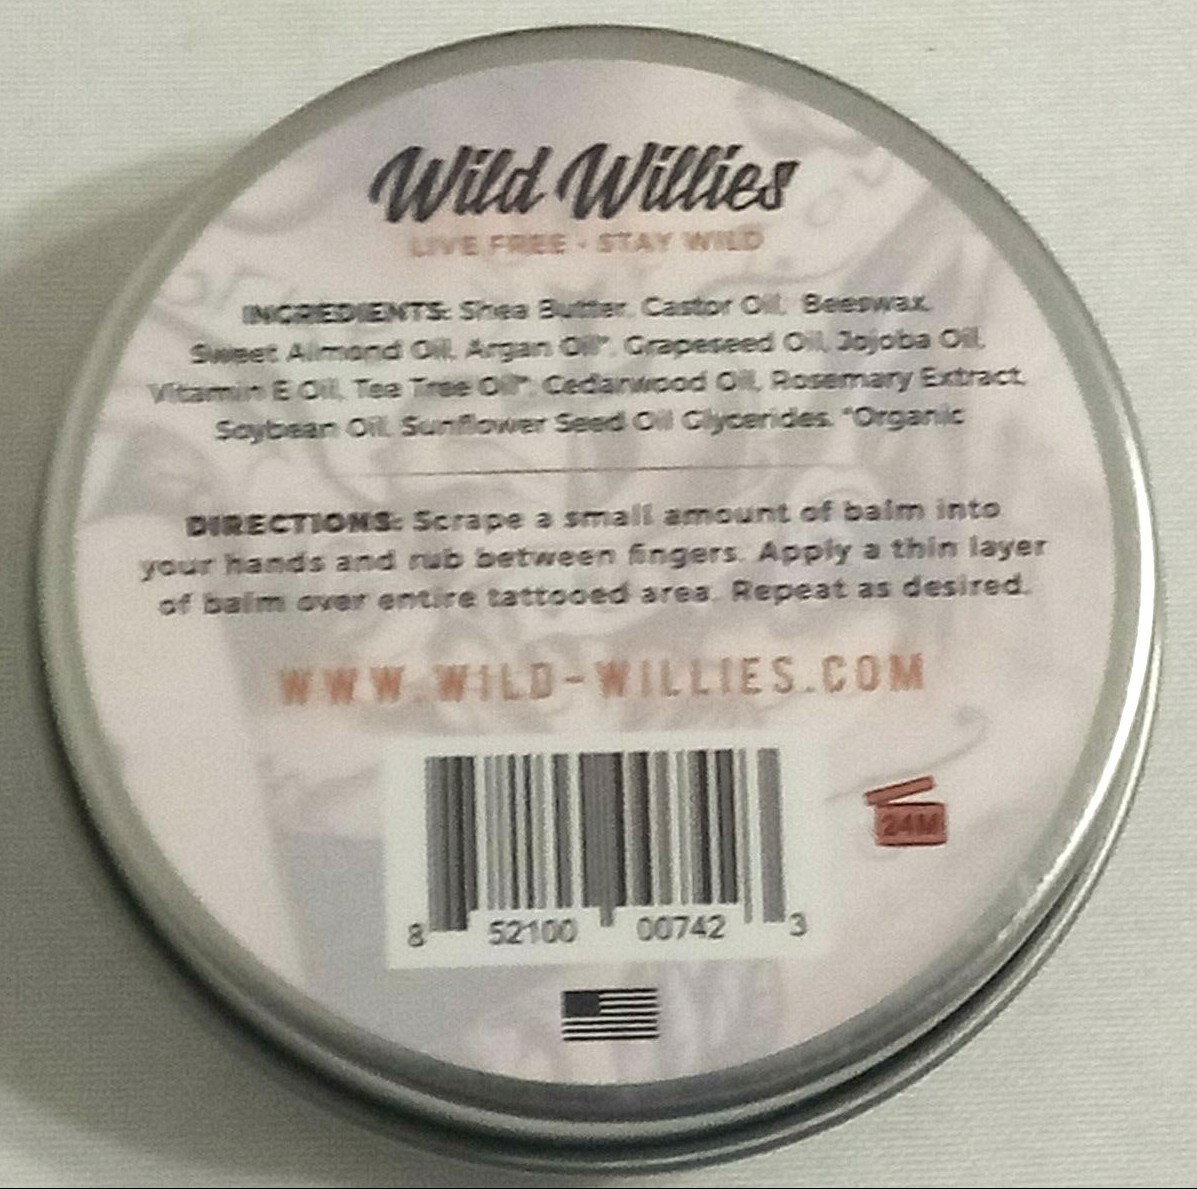 Wild Willies
LIVE FREE · STAY WILD
INGREDIENTS: Shea Butter, Castor Oil, Beeswax,
Sweet Almond Oil, Argan Oil*, Grapeseed Oil, Jojoba Oil,
Vitamin E Oil, Tea Tree Oil*, Cedarwood Oil, Rosemary Extract,
Soybean Oil, Sunflower Seed Oil Glycerides. *Organic
DIRECTIONS: Scrape a small amount of balm into
your hands and rub between fingers. Apply a thin layer
of balm over entire tattooed area. Repeat as desired.
WWW.WILD-WILLIES.COM
24M
8 52100 00742 3